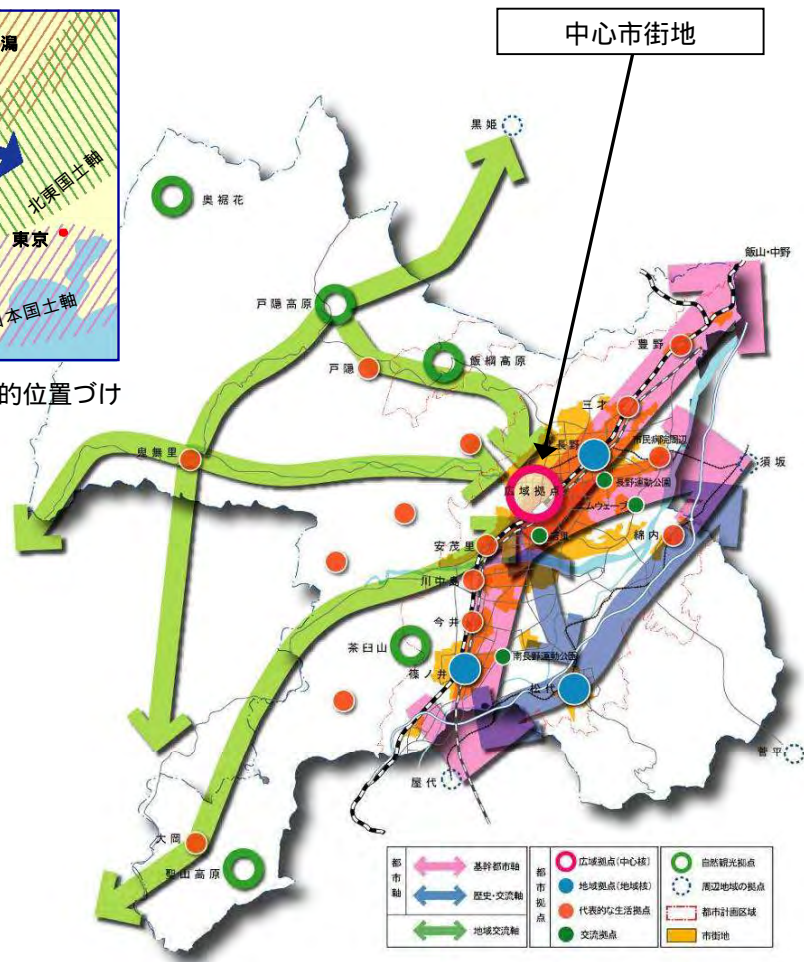 中心市街地
潟
北東国土軸
東京
本国土軸
的位置づけ
黒姫
奥裾花
飯山・中野
戸隠高原
豊野
飯綱高原
戸隠
三才
長野
市民病院周辺
鬼無里
須坂
長野運動公園
広域拠点
ムウェーブ
綿内
安茂里
川中島
今井
茶臼山
南長野運動公園
篠ノ井
松代
菅平
屋代
大岡
聖山高原
都市軸
基幹都市軸
歴史・交流軸
地域交流軸
都市拠点
広域拠点(中心核)
地域拠点(地域核)
代表的な生活拠点
交流拠点
自然観光拠点
周辺地域の拠点
都市計画区域
市街地